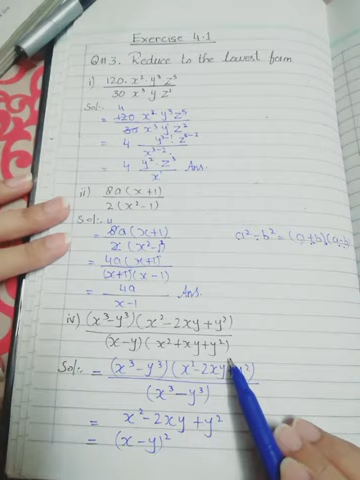 Exercise 4.1
Q#3. Reduce to the lowest form
i) 120 x² y³ z⁵ / 30 x³ y z²
Sol:
= 4 120 x² y³ z⁵ / 30 x³ y z²
= 4 y³⁻¹ z⁵⁻² / x³⁻²
= 4 y² z³ / x Ans.
ii) 8a(x+1) / 2(x²-1)
Sol:
= 4 8a(x+1) / 2(x²-1²) a²-b²=(a+b)(a-b)
= 4a(x+1) / (x+1)(x-1)
= 4a / x-1 Ans.
iv) (x³-y³)(x²-2xy+y²) / (x-y)(x²+xy+y²)
Sol: = (x³-y³)(x²-2xy+y²) / (x³-y³)
= x²-2xy+y²
= (x-y)²